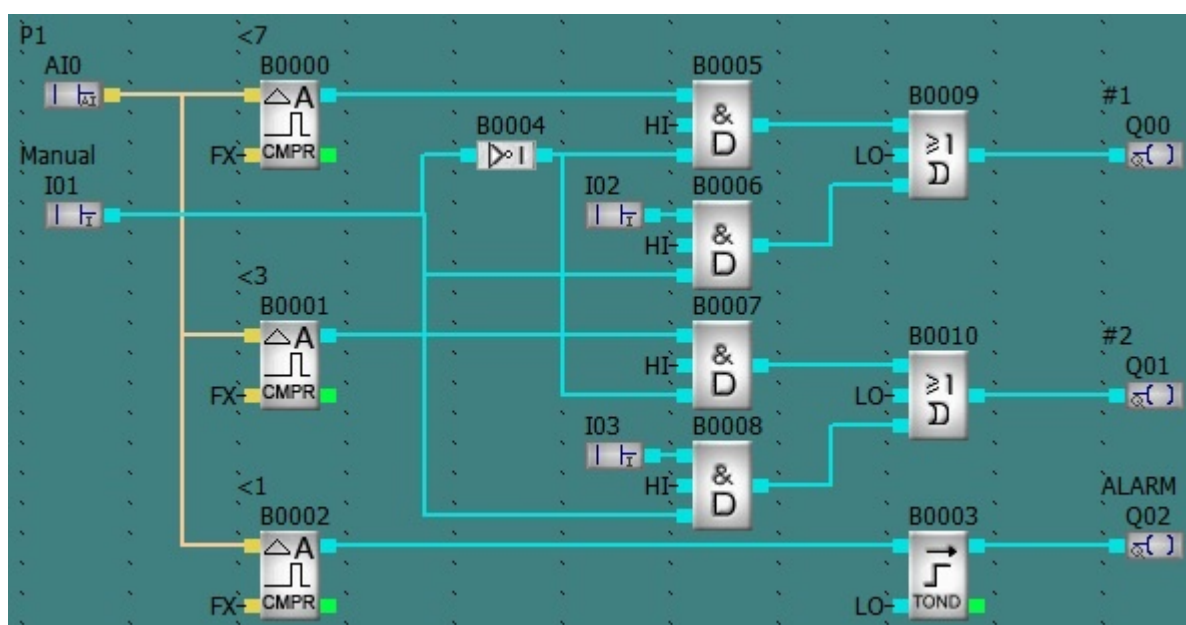 P1 <7
AI0 B0000 B0005
AI A & D B0009 #1
B0004 HI Q00
Manual FX CMPR 1 LO ≥1 D Q
I01 I02 B0006
I I & D
HI
<3
B0001 B0007
A & D B0010 #2
HI Q01
FX CMPR LO ≥1 D Q
I03 B0008
I & D
<1 HI ALARM
B0002 B0003 Q02
A Q
FX CMPR LO TOND